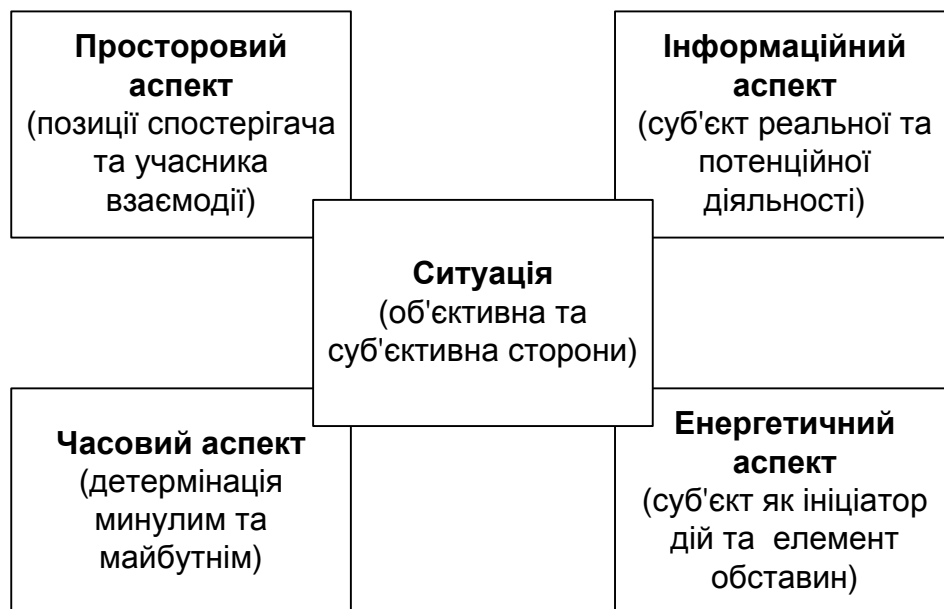 Просторовий
аспект
(позиції спостерігача
та учасника
взаємодії)
Інформаційний
аспект
(суб'єкт реальної та
потенційної
діяльності)
Ситуація
(об'єктивна та
суб'єктивна сторони)
Часовий аспект
(детермінація
минулим та
майбутнім)
Енергетичний
аспект
(суб'єкт як ініціатор
дій та  елемент
обставин)